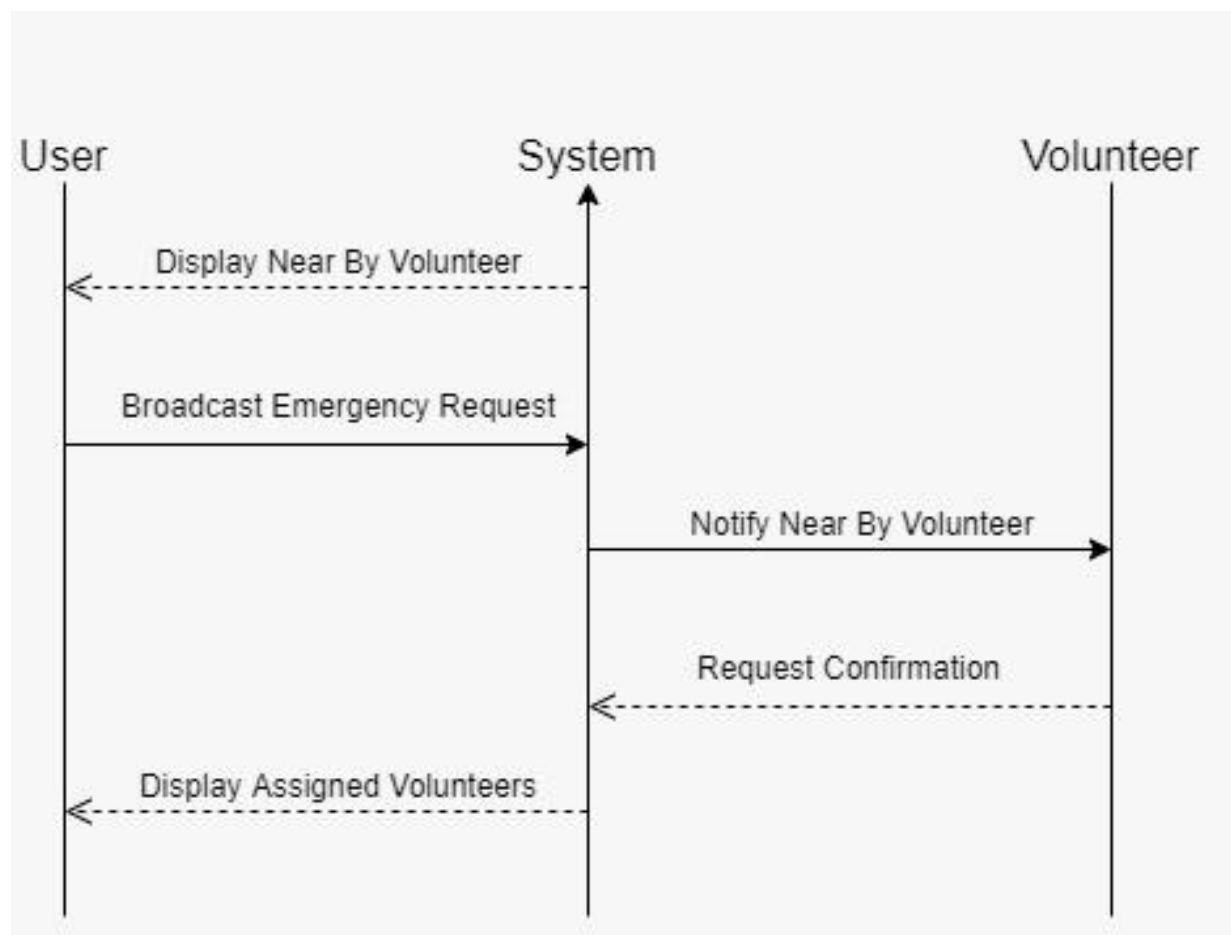 User
System
Volunteer
Display Near By Volunteer
Broadcast Emergency Request
Notify Near By Volunteer
Request Confirmation
Display Assigned Volunteers